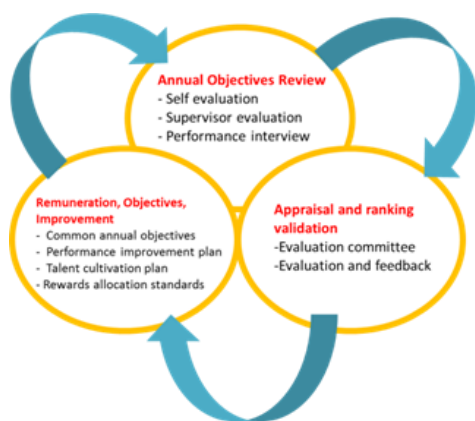 Annual Objectives Review
- Self evaluation
- Supervisor evaluation
- Performance interview
Remuneration, Objectives,
Improvement
- Common annual objectives
- Performance improvement plan
- Talent cultivation plan
- Rewards allocation standards
Appraisal and ranking
validation
-Evaluation committee
-Evaluation and feedback